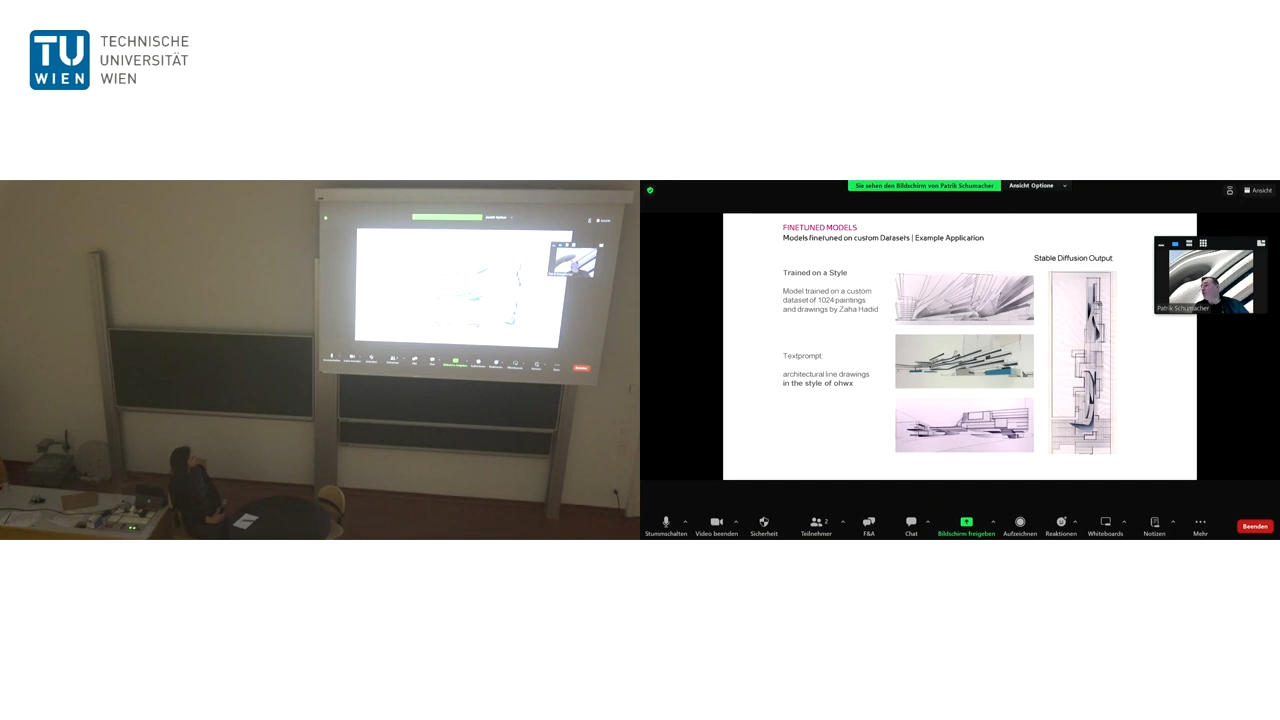 TU
WIEN
TECHNISCHE
UNIVERSITÄT
WIEN
Sie sehen den Bildschirm von Patrik Schumacher
Ansicht Optione
Ansicht
FINETUNED MODELS
Models finetuned on custom Datasets | Example Application
Stable Diffusion Output
Trained on a Style
Model trained on a custom
dataset of 1024 paintings
and drawings by Zaha Hadid
Textprompt:
architectural line drawings
in the style of ohwx
Patrik Schumacher
Stummschalten
Video beenden
Sicherheit
2
Teilnehmer
F&A
Chat
Bildschirm freigeben
Aufzeichnen
Reaktionen
Whiteboards
Notizen
Mehr
Beenden